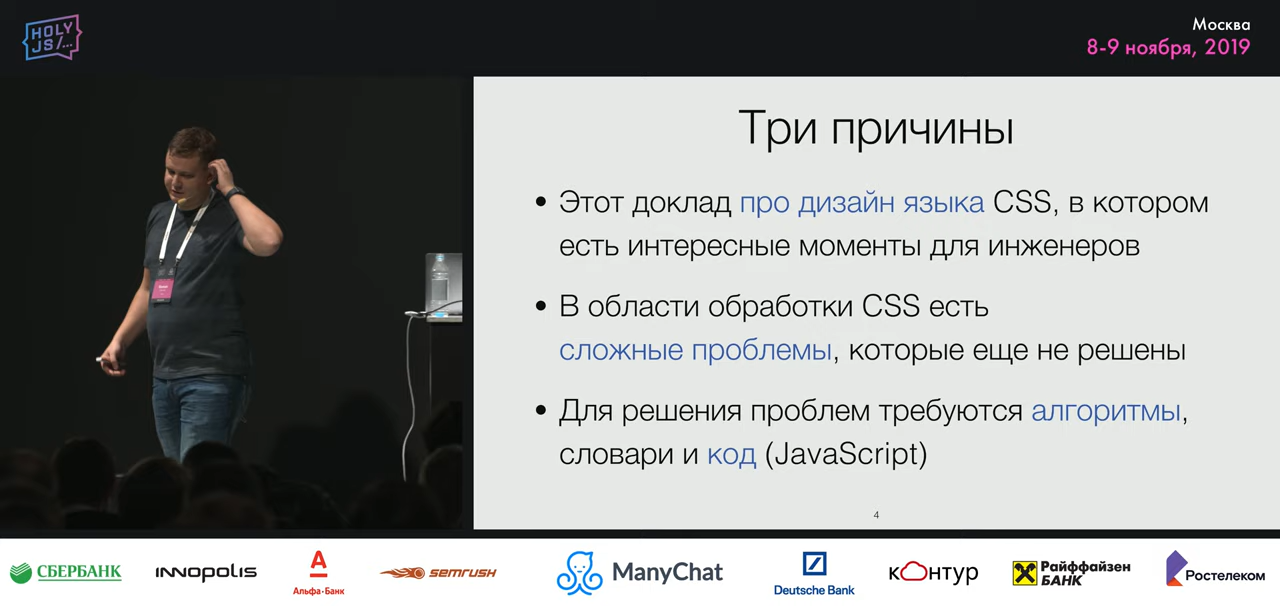 HOLY
JS/...
Москва
8-9 ноября, 2019
Три причины
• Этот доклад про дизайн языка CSS, в котором
есть интересные моменты для инженеров
• В области обработки CSS есть
сложные проблемы, которые еще не решены
• Для решения проблем требуются алгоритмы,
словари и код (JavaScript)
4
СБЕРБАНК
INNOPOLIS
А
Альфа·Банк
semrush
ManyChat
Deutsche Bank
кОнтур
Райффайзен
БАНК
Ростелеком